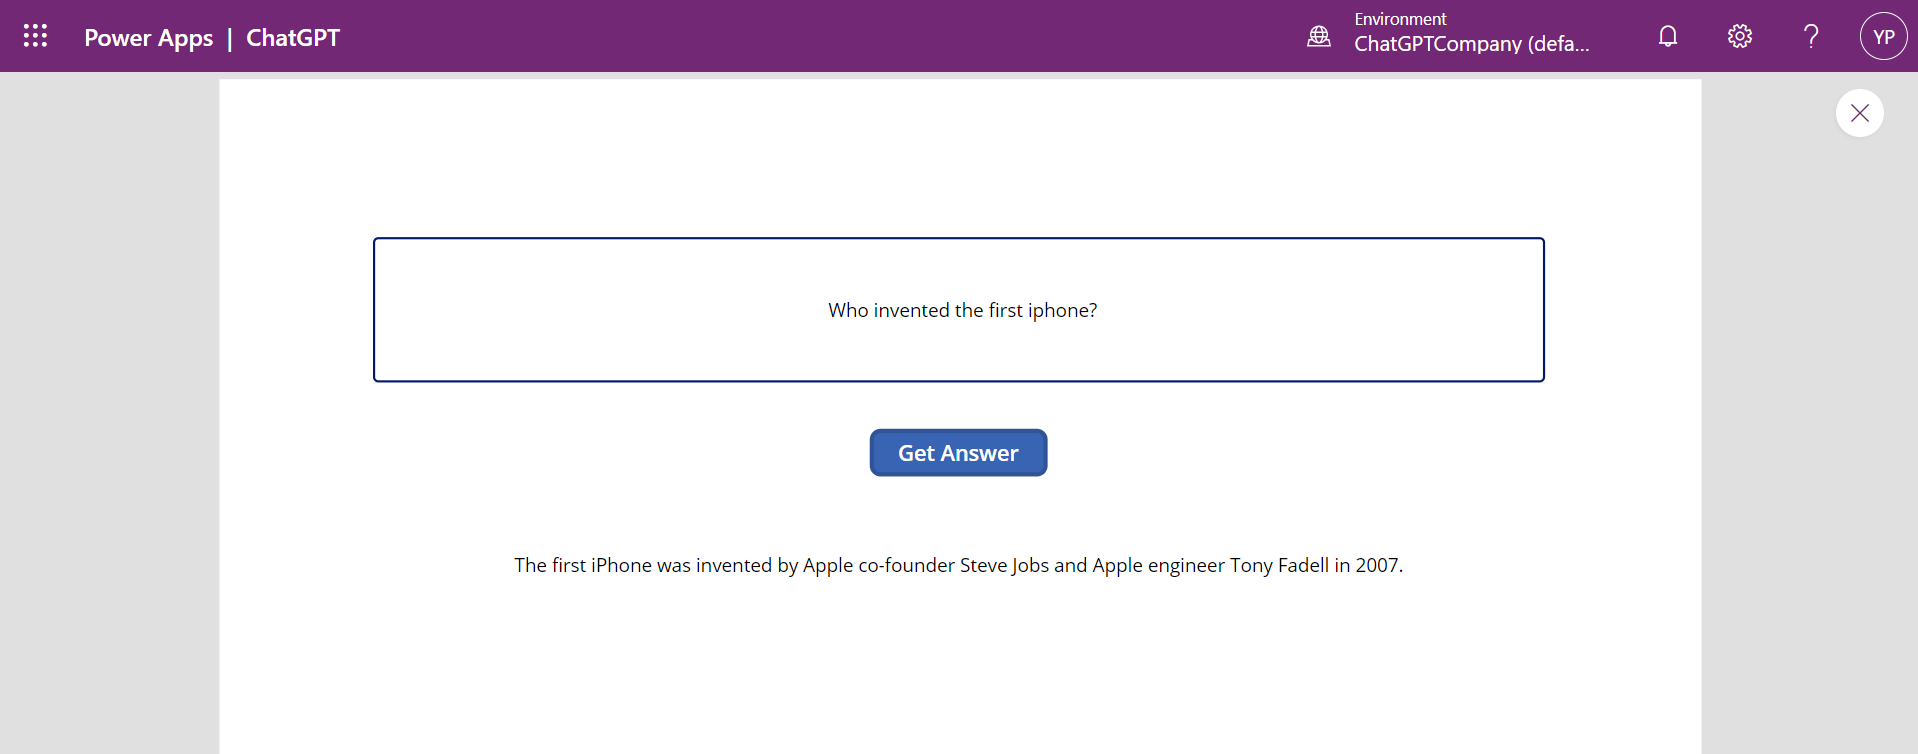 Power Apps | ChatGPT
Environment
ChatGPTCompany (defa...
YP
Who invented the first iphone?
Get Answer
The first iPhone was invented by Apple co-founder Steve Jobs and Apple engineer Tony Fadell in 2007.